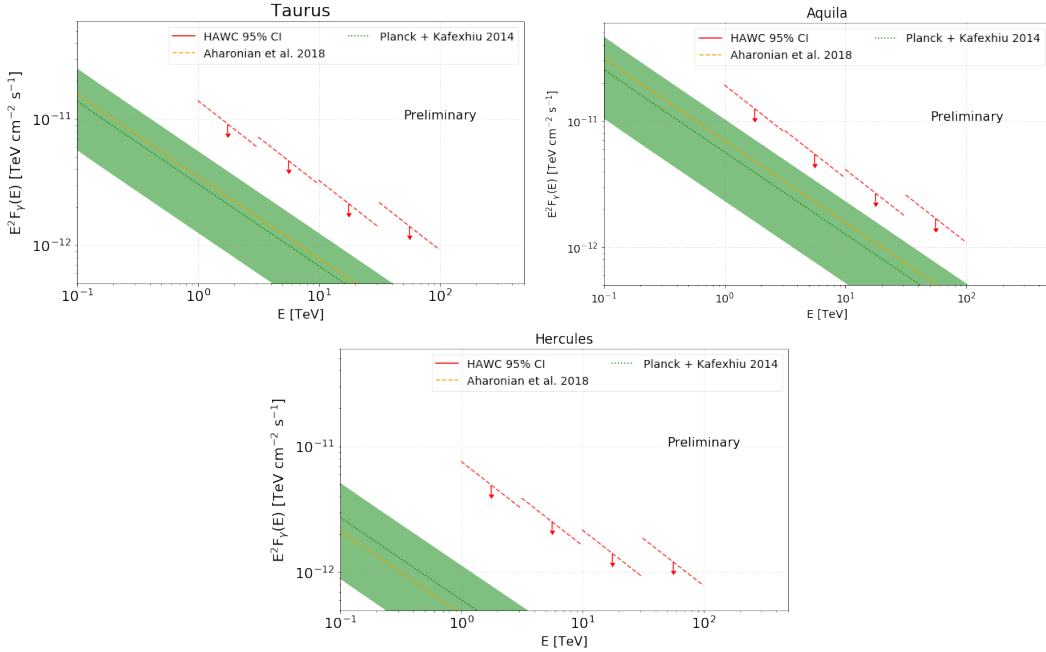 Taurus
HAWC 95% CI
Aharonian et al. 2018
Planck + Kafexhiu 2014
Preliminary
E²Fγ(E) [TeV cm⁻² s⁻¹]
10⁻¹¹
10⁻¹²
10⁻¹ 10⁰ 10¹ 10²
E [TeV]
Aquila
HAWC 95% CI
Aharonian et al. 2018
Planck + Kafexhiu 2014
Preliminary
E²Fγ(E) [TeV cm⁻² s⁻¹]
10⁻¹¹
10⁻¹²
10⁻¹ 10⁰ 10¹ 10²
E [TeV]
Hercules
HAWC 95% CI
Aharonian et al. 2018
Planck + Kafexhiu 2014
Preliminary
E²Fγ(E) [TeV cm⁻² s⁻¹]
10⁻¹¹
10⁻¹²
10⁻¹ 10⁰ 10¹ 10²
E [TeV]